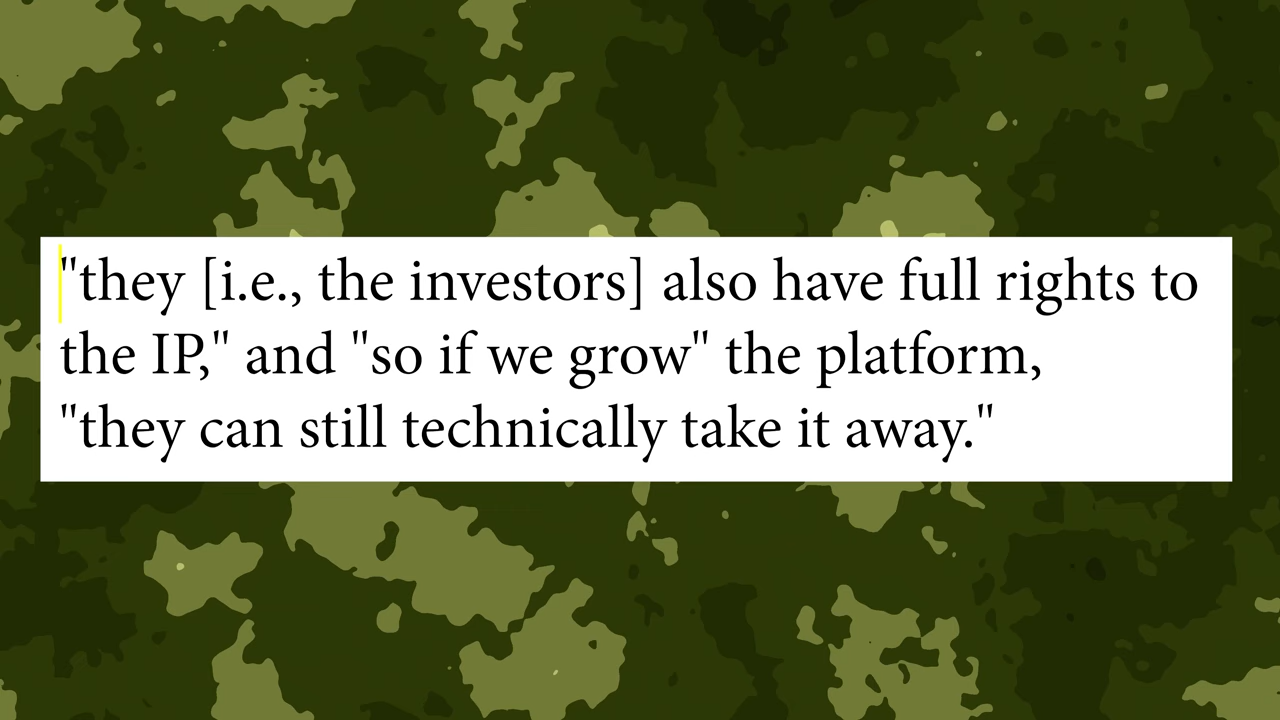 "they [i.e., the investors] also have full rights to
the IP," and "so if we grow" the platform,
"they can still technically take it away."